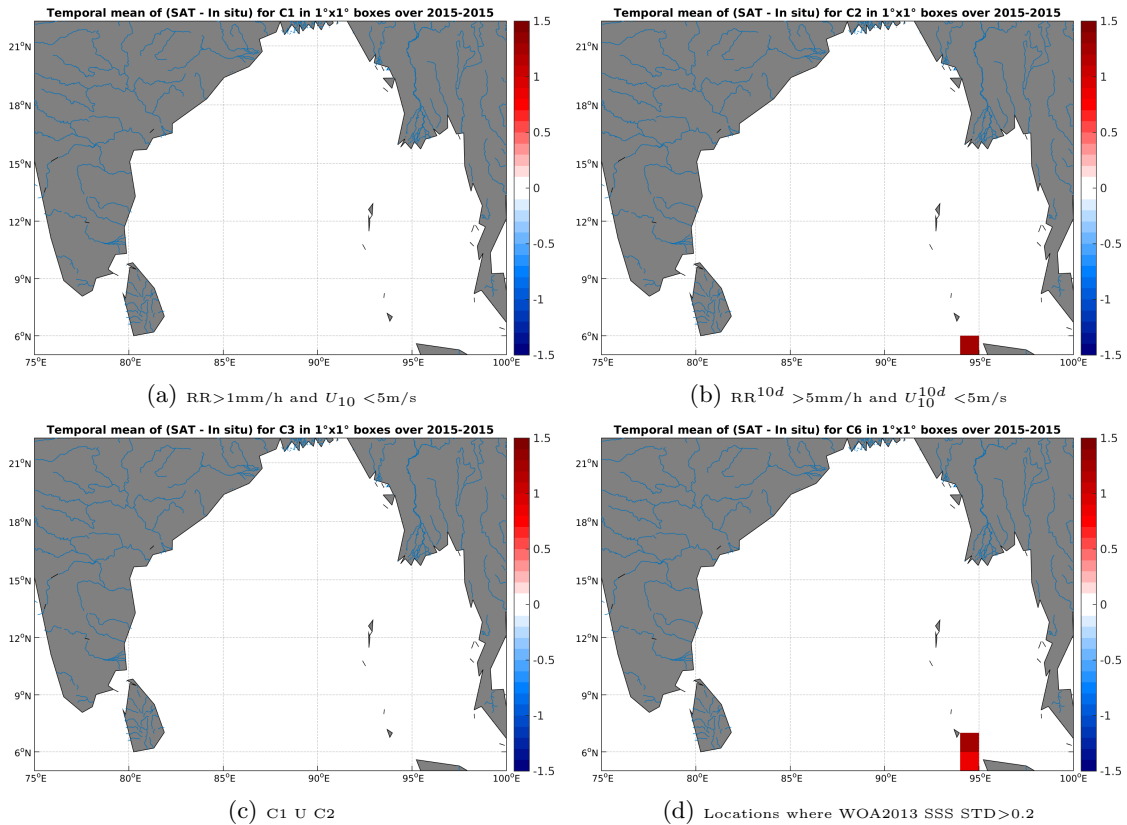 Temporal mean of (SAT - In situ) for C1 in 1°x1° boxes over 2015-2015
21°N
18°N
15°N
12°N
9°N
6°N
75°E 80°E 85°E 90°E 95°E 100°E
1.5
1
0.5
0
-0.5
-1
-1.5
(a) RR>1mm/h and U10 <5m/s
Temporal mean of (SAT - In situ) for C2 in 1°x1° boxes over 2015-2015
21°N
18°N
15°N
12°N
9°N
6°N
75°E 80°E 85°E 90°E 95°E 100°E
1.5
1
0.5
0
-0.5
-1
-1.5
(b) RR^10d >5mm/h and U10^10d <5m/s
Temporal mean of (SAT - In situ) for C3 in 1°x1° boxes over 2015-2015
21°N
18°N
15°N
12°N
9°N
6°N
75°E 80°E 85°E 90°E 95°E 100°E
1.5
1
0.5
0
-0.5
-1
-1.5
(c) C1 U C2
Temporal mean of (SAT - In situ) for C6 in 1°x1° boxes over 2015-2015
21°N
18°N
15°N
12°N
9°N
6°N
75°E 80°E 85°E 90°E 95°E 100°E
1.5
1
0.5
0
-0.5
-1
-1.5
(d) Locations where WOA2013 SSS STD>0.2